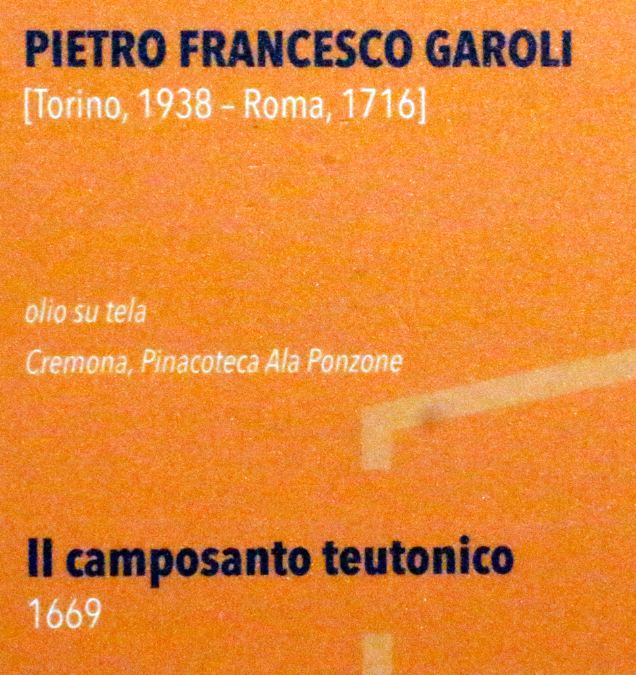 PIETRO FRANCESCO GAROLI
[Torino, 1938 – Roma, 1716]
olio su tela
Cremona, Pinacoteca Ala Ponzone
Il camposanto teutonico
1669